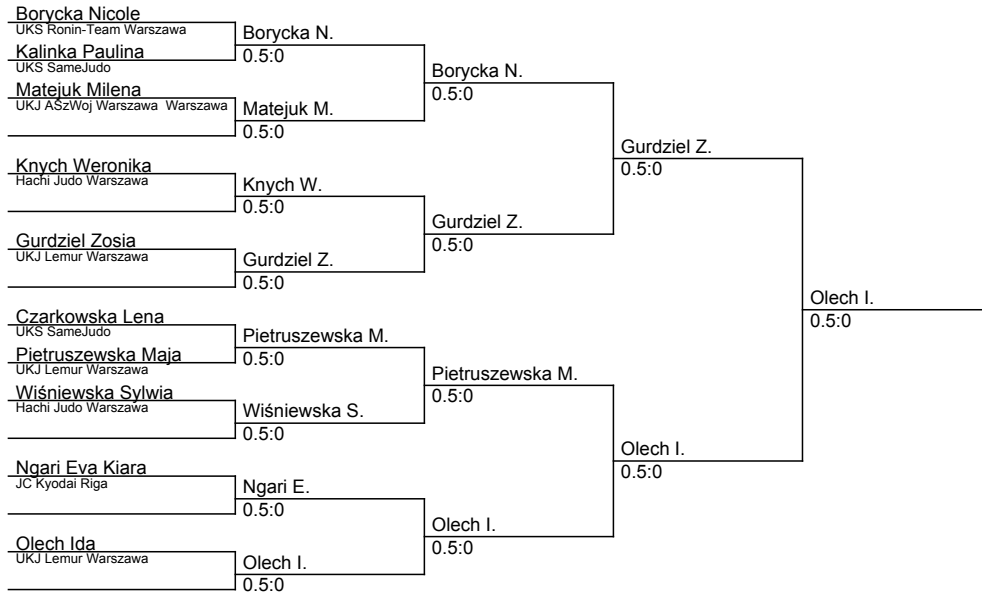 Borycka Nicole
UKS Ronin-Team Warszawa
Kalinka Paulina
UKS SameJudo
Matejuk Milena
UKJ ASzWoj Warszawa  Warszawa
Knych Weronika
Hachi Judo Warszawa
Gurdziel Zosia
UKJ Lemur Warszawa
Czarkowska Lena
UKS SameJudo
Pietruszewska Maja
UKJ Lemur Warszawa
Wiśniewska Sylwia
Hachi Judo Warszawa
Ngari Eva Kiara
JC Kyodai Riga
Olech Ida
UKJ Lemur Warszawa
Borycka N.
0.5:0
Matejuk M.
0.5:0
Knych W.
0.5:0
Gurdziel Z.
0.5:0
Pietruszewska M.
0.5:0
Wiśniewska S.
0.5:0
Ngari E.
0.5:0
Olech I.
0.5:0
Borycka N.
0.5:0
Gurdziel Z.
0.5:0
Pietruszewska M.
0.5:0
Olech I.
0.5:0
Gurdziel Z.
0.5:0
Olech I.
0.5:0
Olech I.
0.5:0